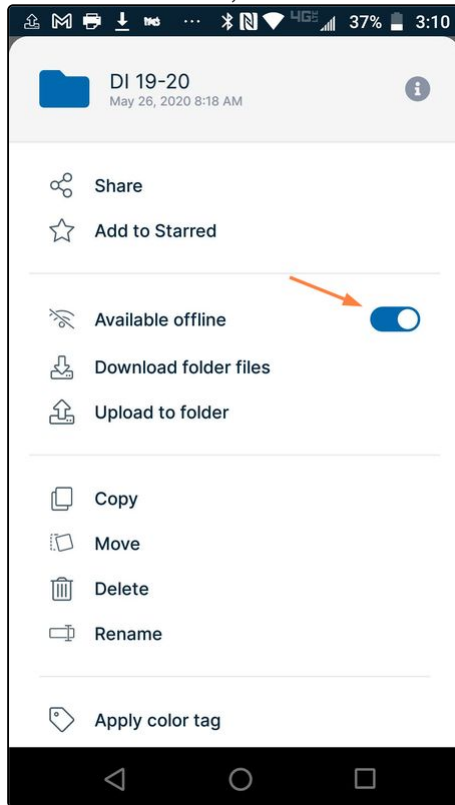 4G
37%
3:10
DI 19-20
May 26, 2020 8:18 AM
Share
Add to Starred
Available offline
Download folder files
Upload to folder
Copy
Move
Delete
Rename
Apply color tag